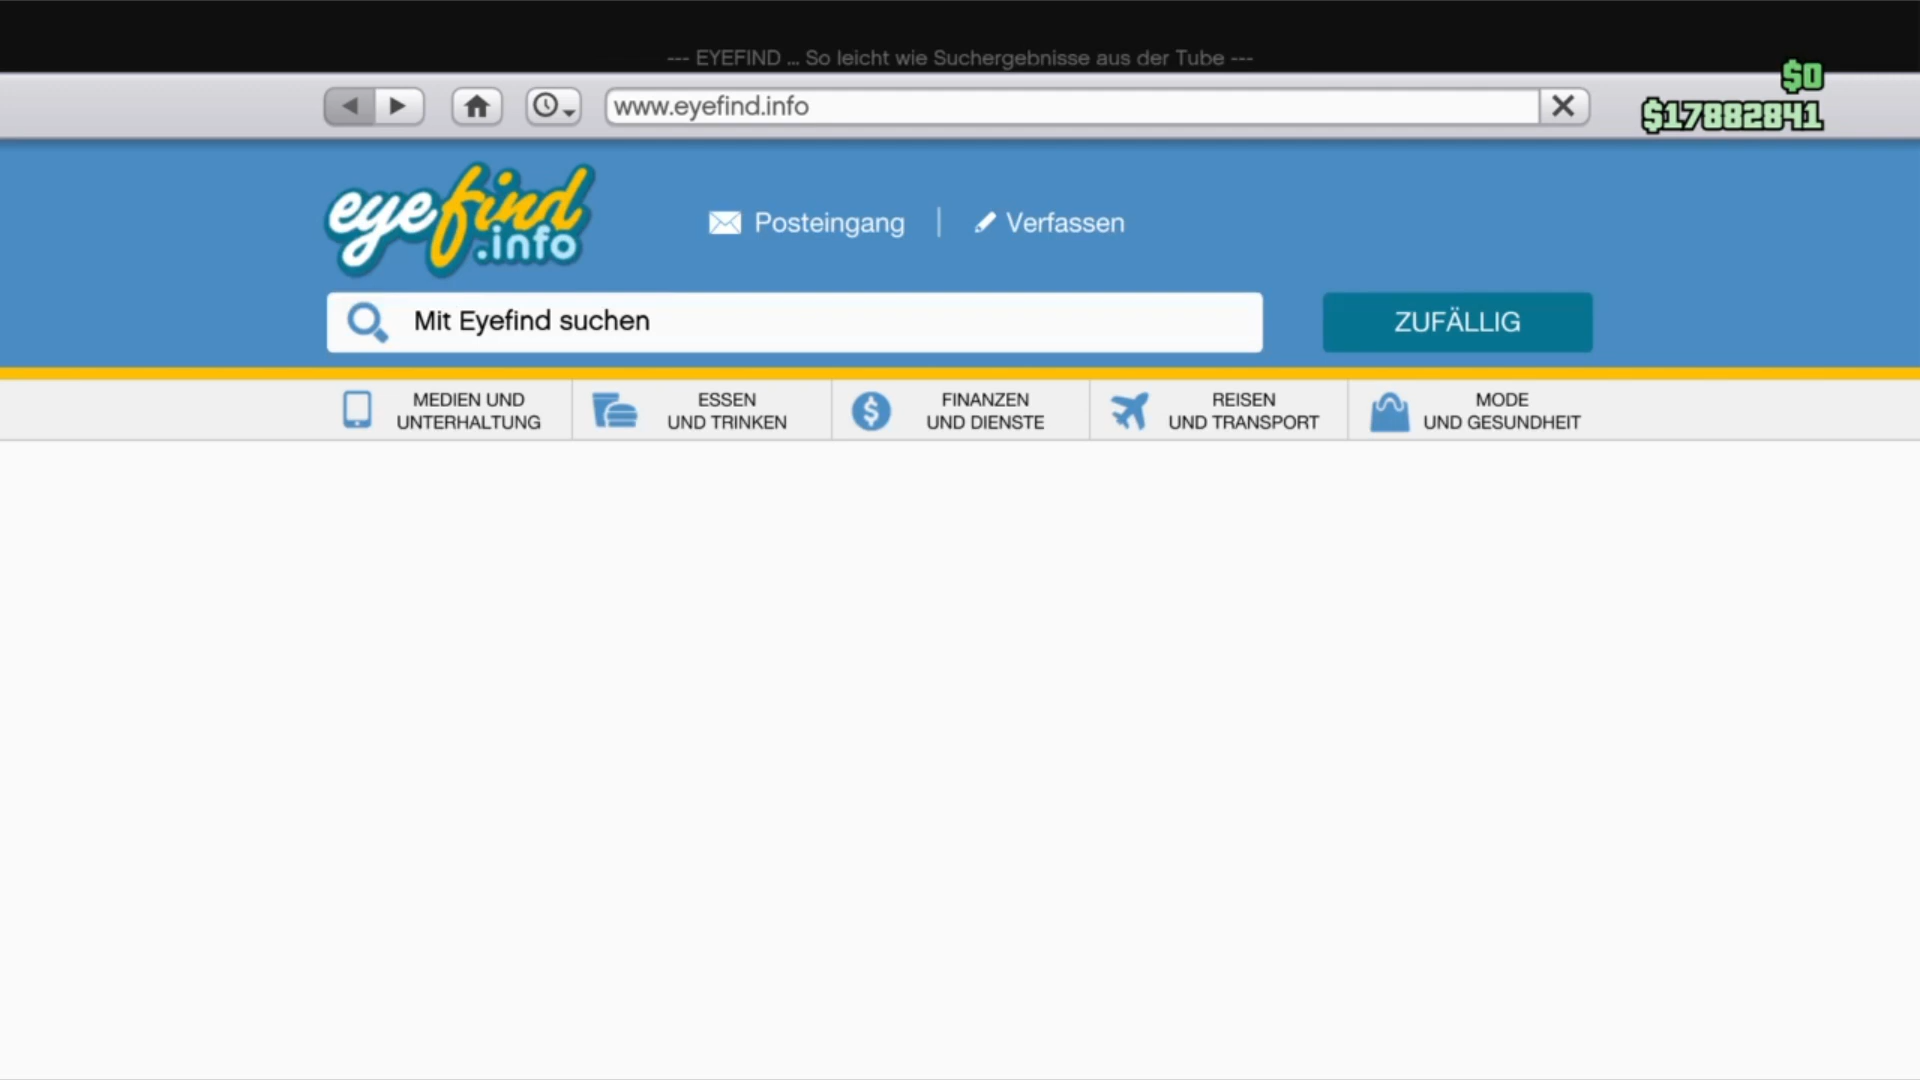 --- EYEFIND ... So leicht wie Suchergebnisse aus der Tube ---
$0
www.eyefind.info
$17882841
eyefind
.info
Posteingang
Verfassen
Mit Eyefind suchen
ZUFÄLLIG
MEDIEN UND
UNTERHALTUNG
ESSEN
UND TRINKEN
FINANZEN
UND DIENSTE
REISEN
UND TRANSPORT
MODE
UND GESUNDHEIT